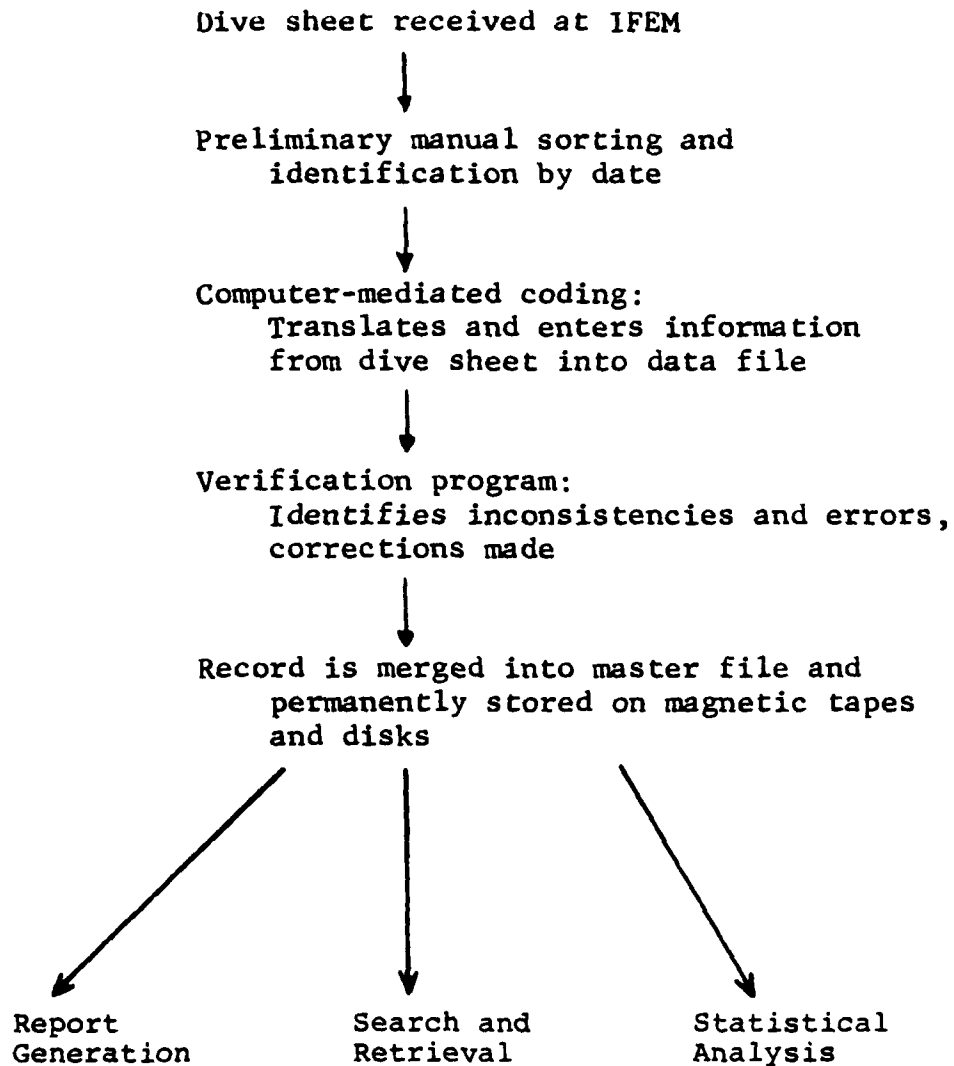 Dive sheet received at IFEM
Preliminary manual sorting and
identification by date
Computer-mediated coding:
Translates and enters information
from dive sheet into data file
Verification program:
Identifies inconsistencies and errors,
corrections made
Record is merged into master file and
permanently stored on magnetic tapes
and disks
Report
Generation
Search and
Retrieval
Statistical
Analysis